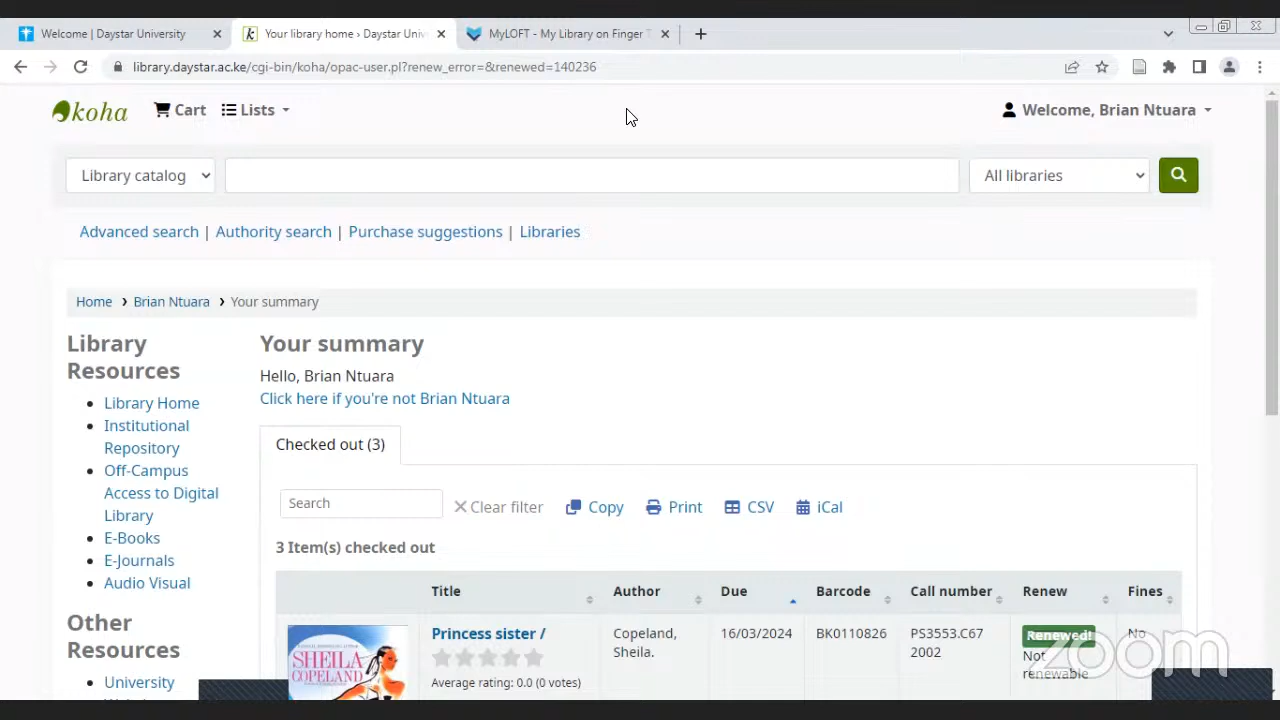 Welcome | Daystar University
Your library home › Daystar Univ
MyLOFT - My Library on Finger T
library.daystar.ac.ke/cgi-bin/koha/opac-user.pl?renew_error=&renewed=140236
koha
Cart
Lists
Welcome, Brian Ntuara
Library catalog
All libraries
Advanced search | Authority search | Purchase suggestions | Libraries
Home › Brian Ntuara › Your summary
Library
Resources
Library Home
Institutional
Repository
Off-Campus
Access to Digital
Library
E-Books
E-Journals
Audio Visual
Other
Resources
University
Your summary
Hello, Brian Ntuara
Click here if you're not Brian Ntuara
Checked out (3)
Search
Clear filter
Copy
Print
CSV
iCal
3 Item(s) checked out
Title
Author
Due
Barcode
Call number
Renew
Fines
SHEILA
COPELAND
Princess sister /
Average rating: 0.0 (0 votes)
Copeland,
Sheila.
16/03/2024
BK0110826
PS3553.C67
2002
Renewed!
Not
renewable
No
zoom